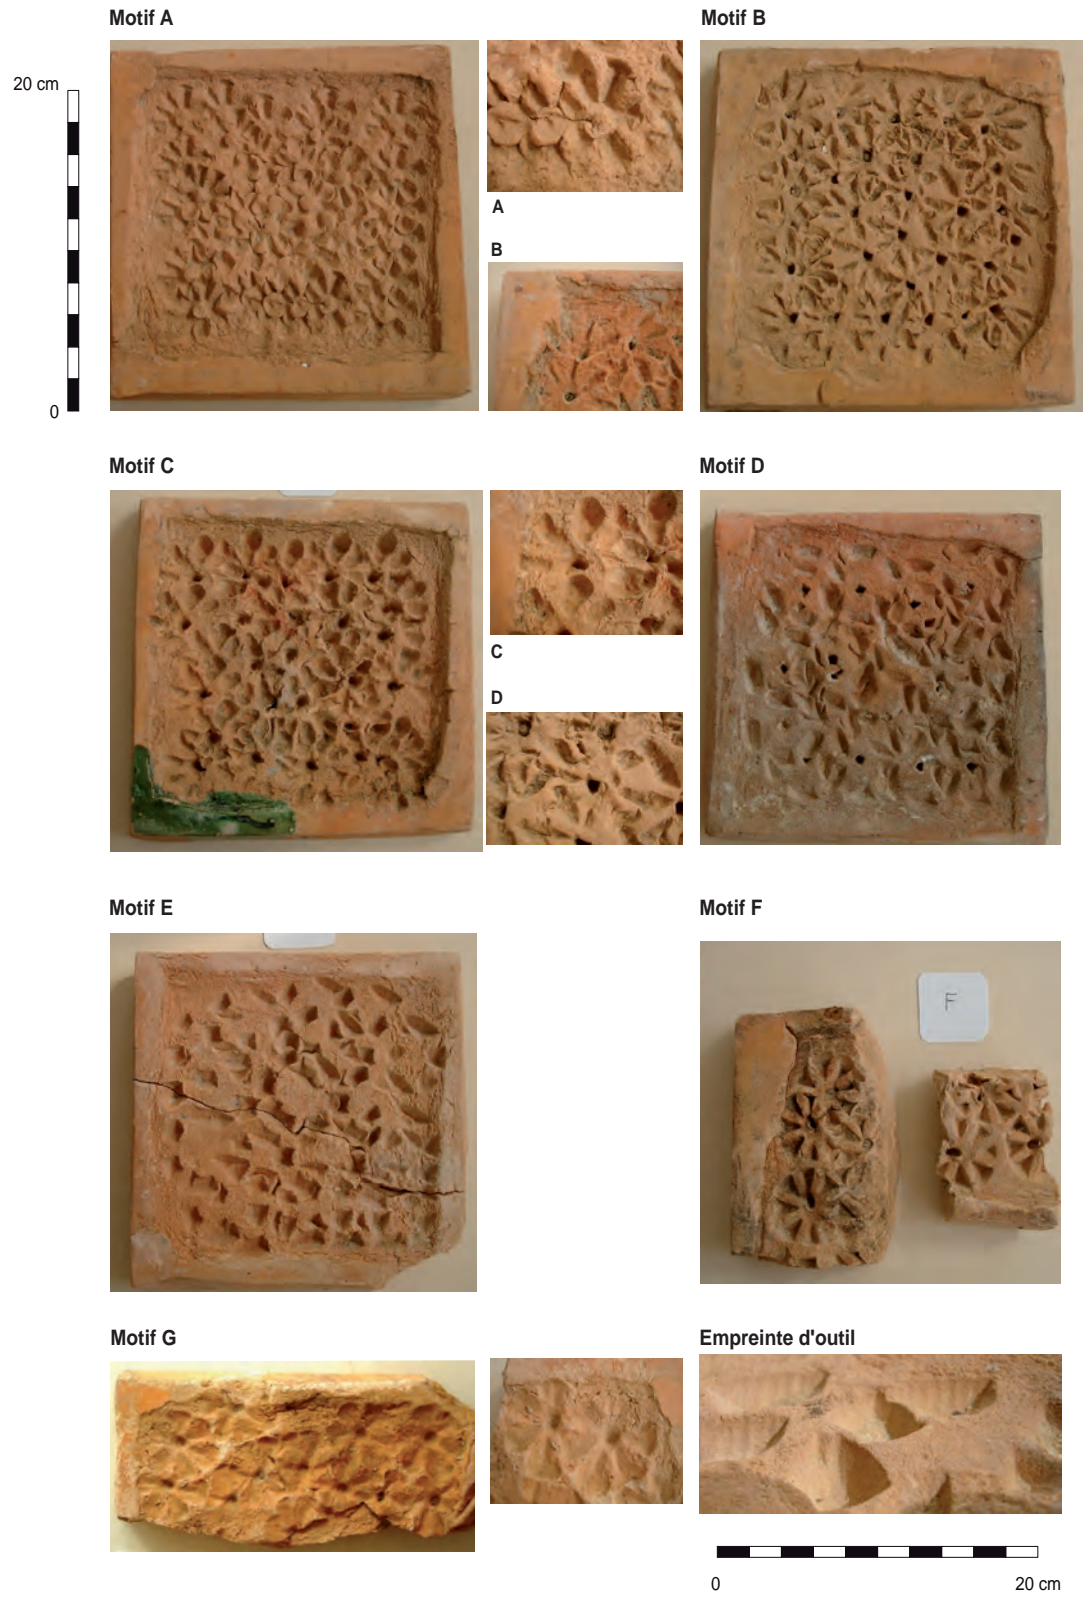 Motif A
Motif B
20 cm
0
A
B
Motif C
Motif D
C
D
Motif E
Motif F
F
Motif G
Empreinte d'outil
0 20 cm